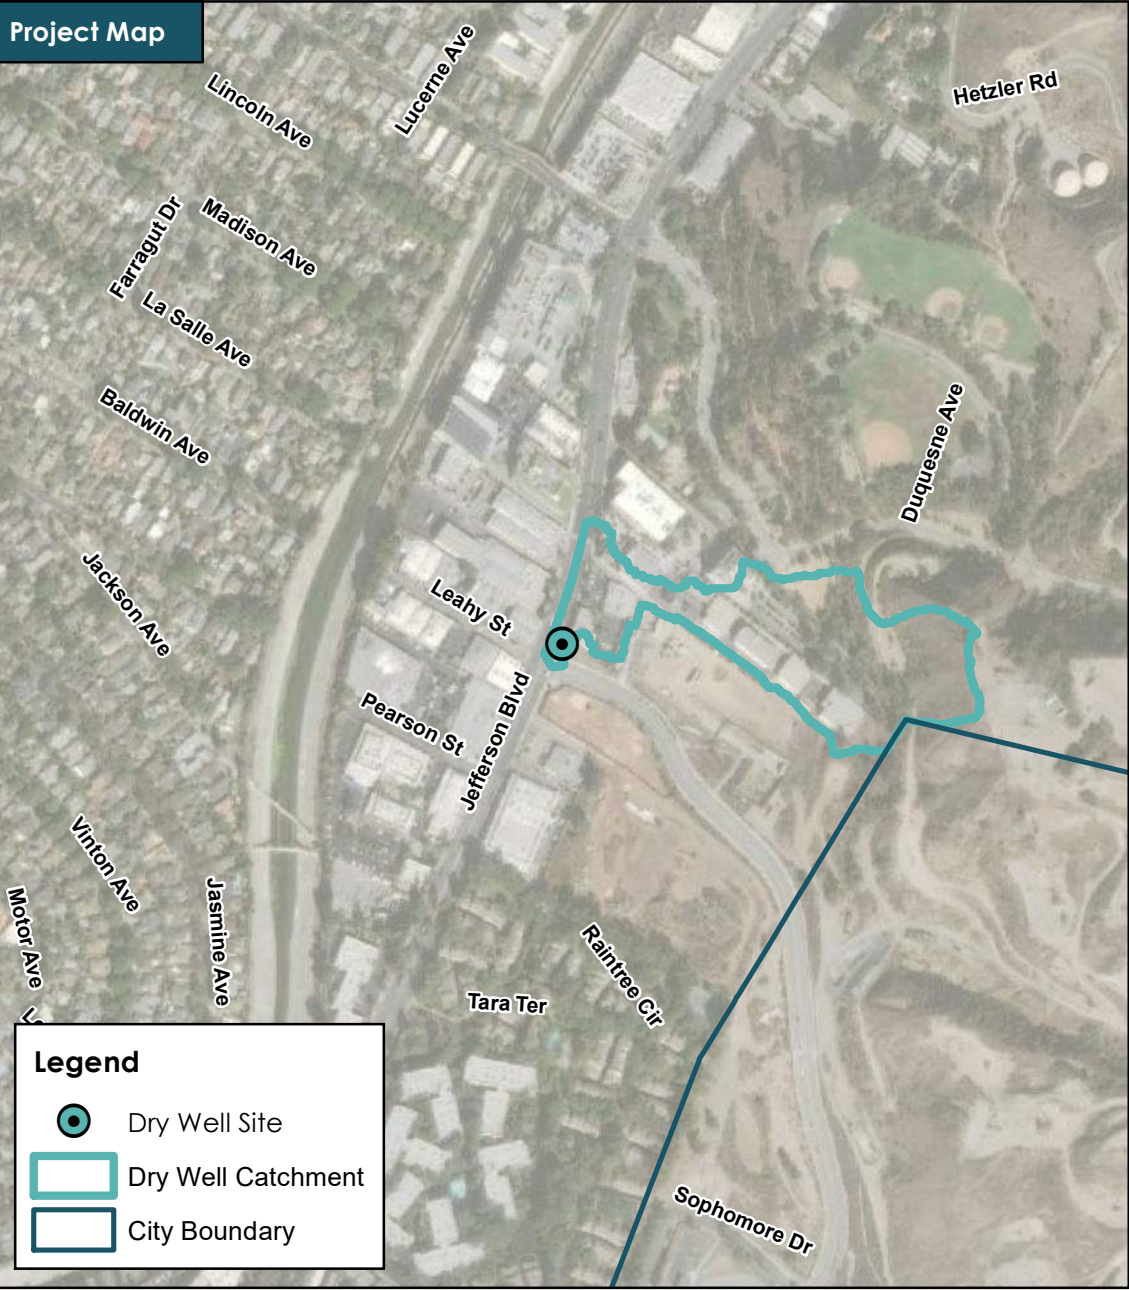 Project Map
Lincoln Ave
Lucerne Ave
Hetzler Rd
Farragut Dr
Madison Ave
La Salle Ave
Baldwin Ave
Duquesne Ave
Jackson Ave
Leahy St
Pearson St
Jefferson Blvd
Vinton Ave
Motor Ave
Jasmine Ave
Raintree Cir
Tara Ter
Sophomore Dr
Legend
Dry Well Site
Dry Well Catchment
City Boundary